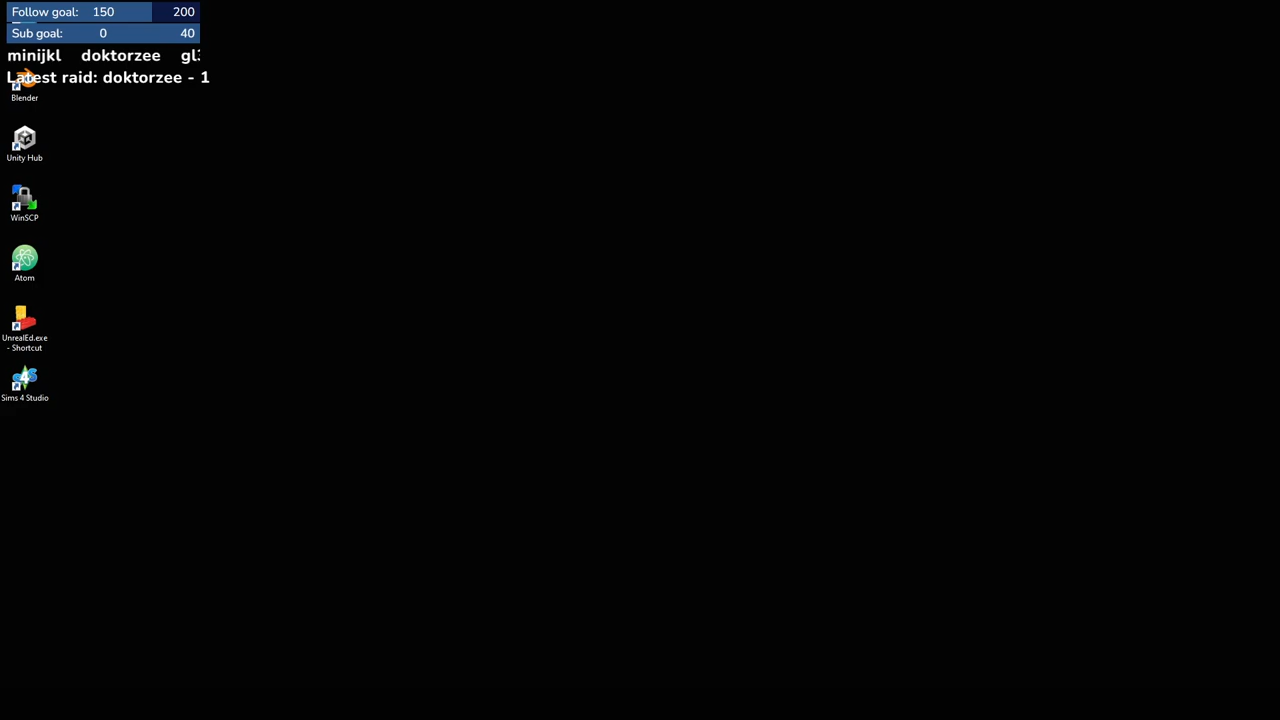 Follow goal: 150 200
Sub goal: 0 40
minijkl doktorzee
Latest raid: doktorzee - 1
Blender
Unity Hub
WinSCP
Atom
UnrealEd.exe
- Shortcut
Sims 4 Studio